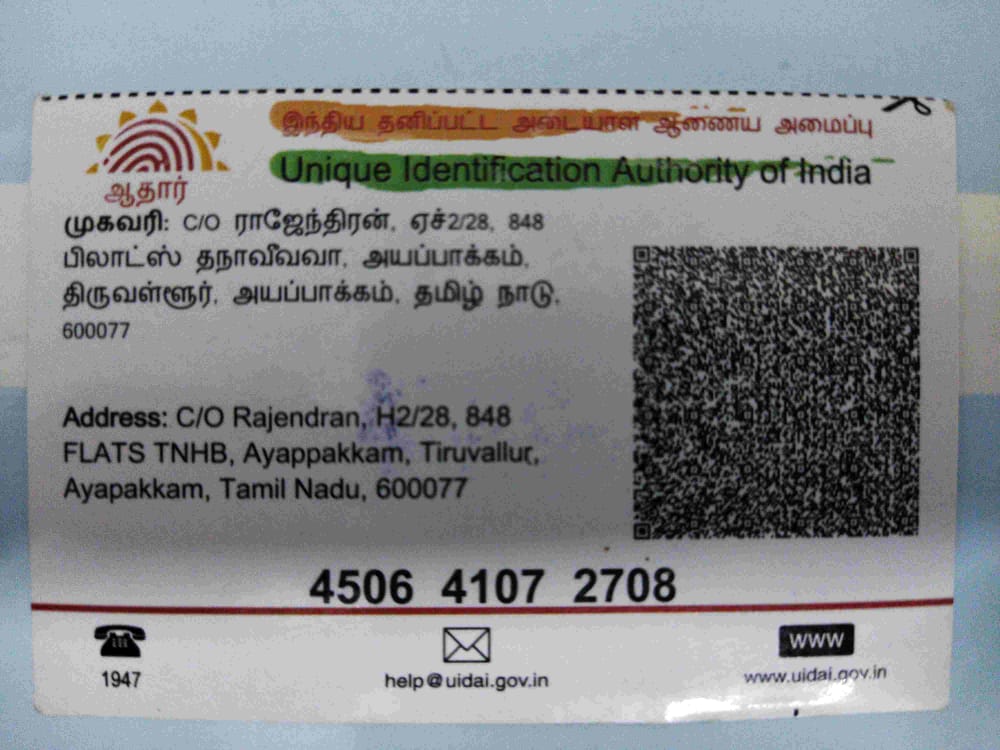 இந்திய தனிப்பட்ட அடையாள ஆணைய அமைப்பு
Unique Identification Authority of India
ஆதார்
முகவரி: C/O ராஜேந்திரன், ஏச்2/28, 848
பிலாட்ஸ் தநாவீவவா, அயப்பாக்கம்,
திருவள்ளூர், அயப்பாக்கம், தமிழ் நாடு,
600077
Address: C/O Rajendran, H2/28, 848
FLATS TNHB, Ayappakkam, Tiruvallur,
Ayapakkam, Tamil Nadu, 600077
4506 4107 2708
1947
help@uidai.gov.in
WWW
www.uidai.gov.in